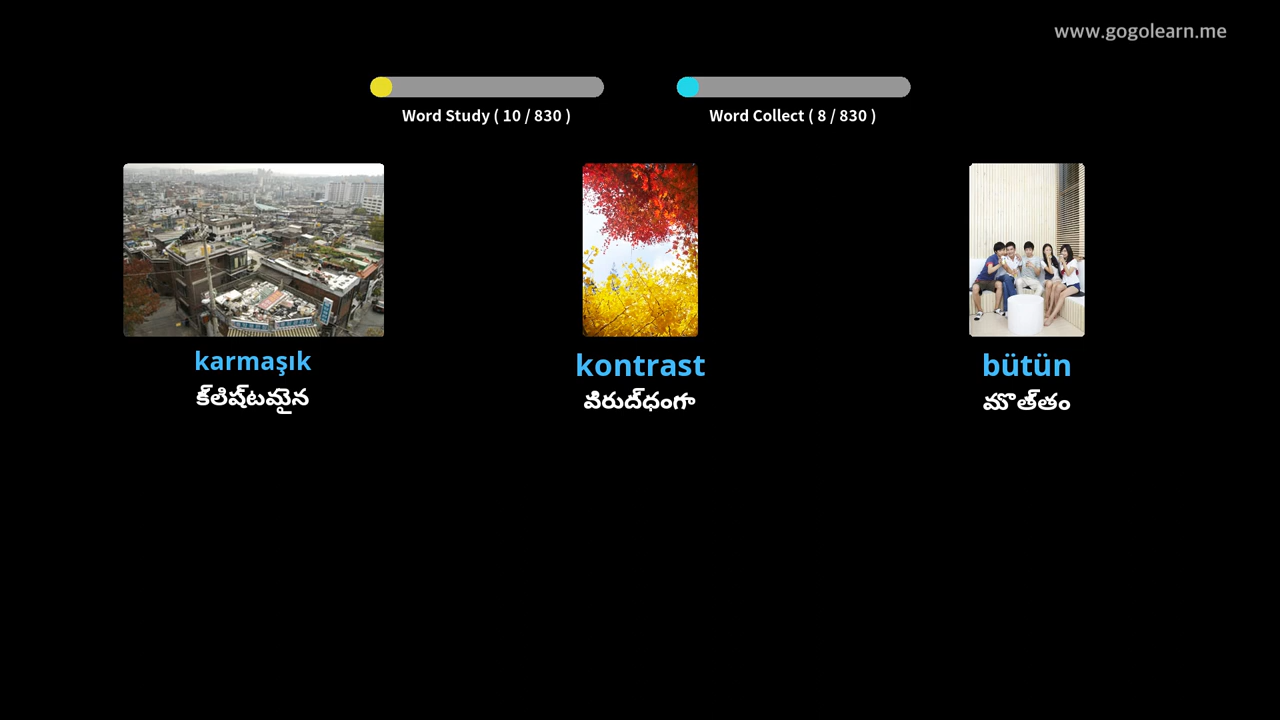 www.gogolearn.me
Word Study ( 10 / 830 )
Word Collect ( 8 / 830 )
karmaşık
kontrast
bütün
క్లిష్టమైన
విరుద్ధంగా
మొత్తం